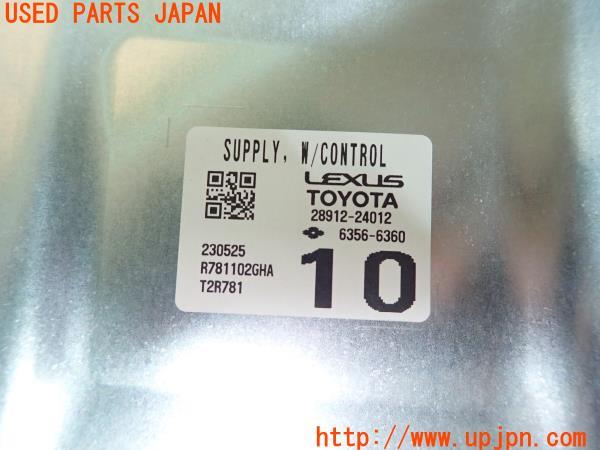 USED PARTS JAPAN
SUPPLY, W/CONTROL
LEXUS
TOYOTA
28912-24012
6356-6360
230525
R781102GHA
T2R781
10
http://www.upjpn.com/